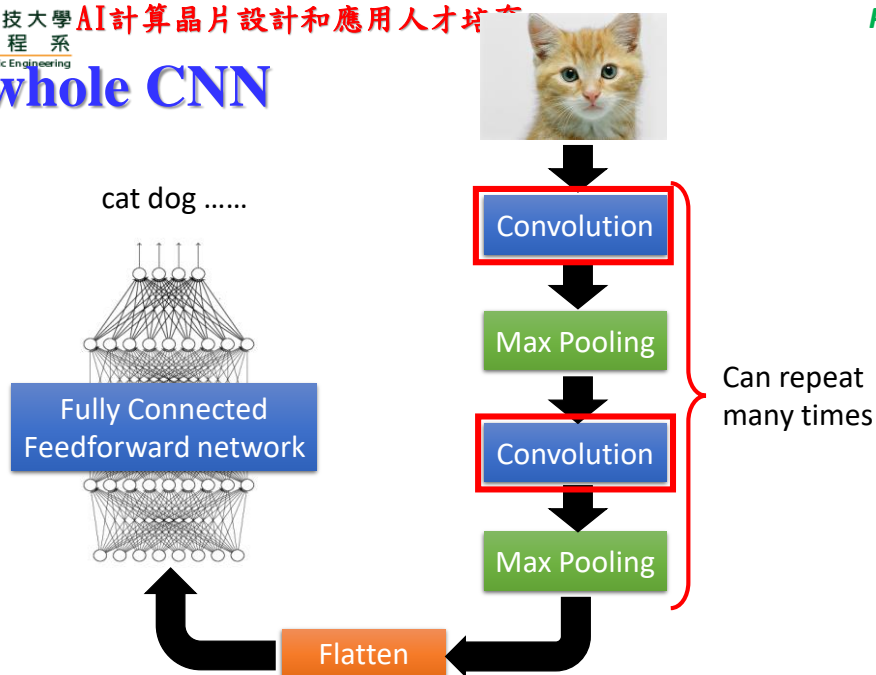 技大學 AI計算晶片設計和應用人才培
程 系
c Engineering
whole CNN
cat dog ……
Convolution
Max Pooling
Can repeat
many times
Fully Connected
Feedforward network
Convolution
Max Pooling
Flatten